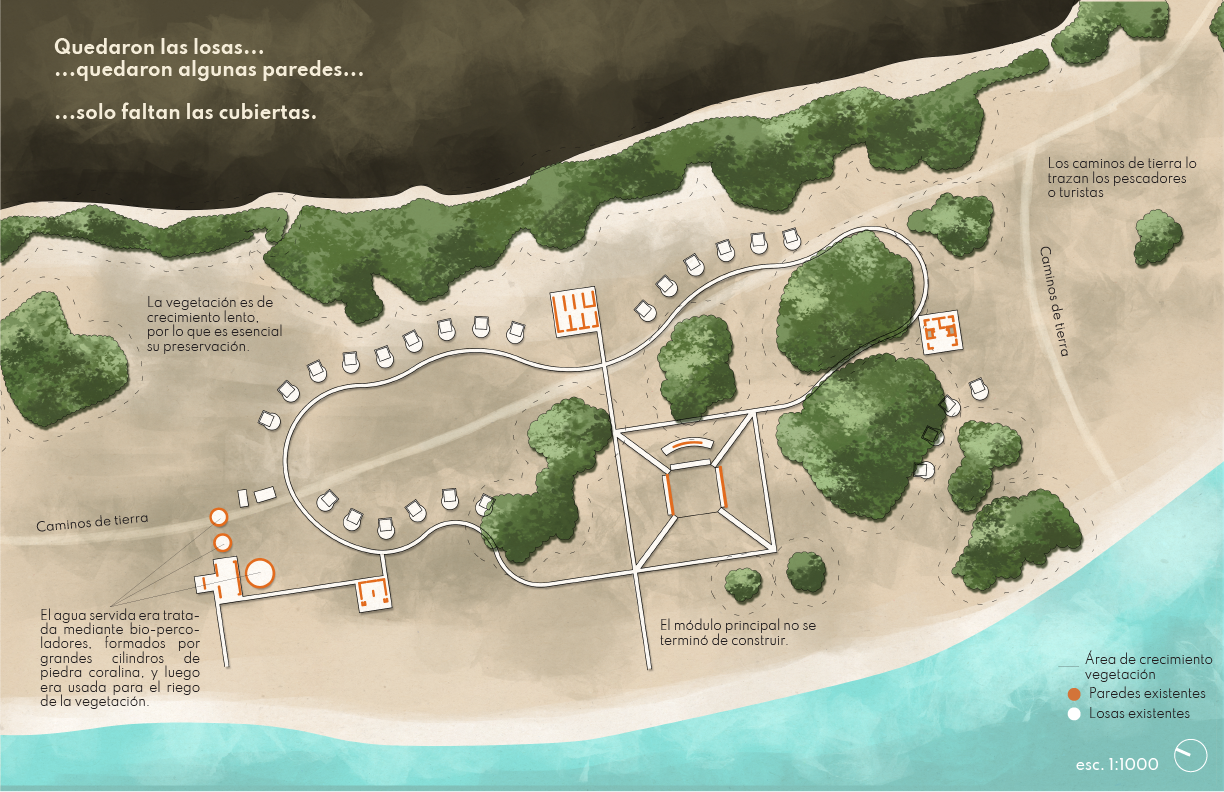 Quedaron las losas...
...quedaron algunas paredes...
...solo faltan las cubiertas.
Los caminos de tierra lo
trazan los pescadores
o turistas
Caminos de tierra
La vegetación es de
crecimiento lento,
por lo que es esencial
su preservación.
Caminos de tierra
El agua servida era trata-
da mediante bio-perco-
ladores, formados por
grandes cilindros de
piedra coralina, y luego
era usada para el riego
de la vegetación.
El módulo principal no se
terminó de construir.
Área de crecimiento
vegetación
Paredes existentes
Losas existentes
esc. 1:1000